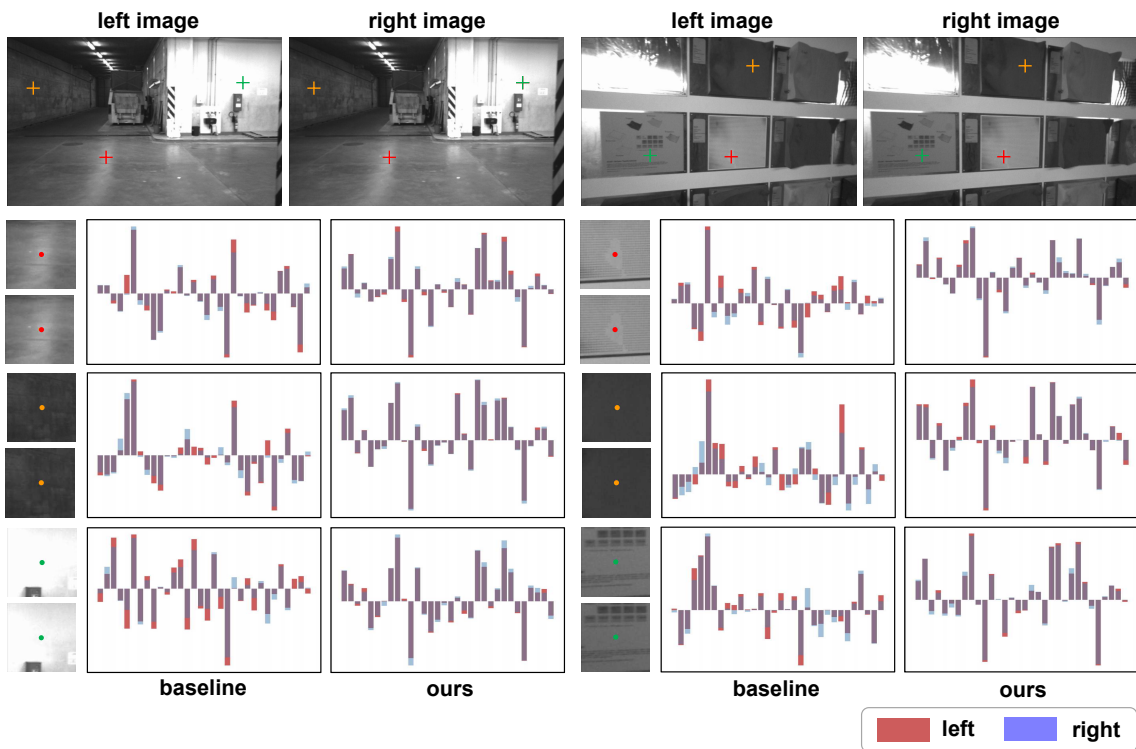 left image
right image
left image
right image
baseline
ours
baseline
ours
left
right